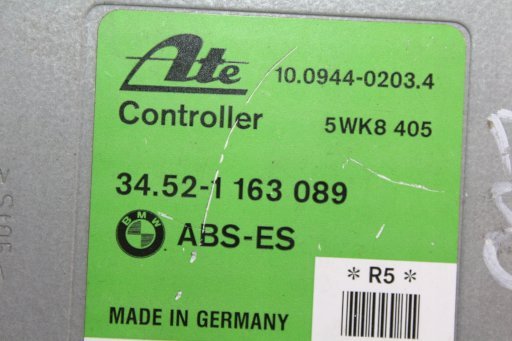 Ate 10.0944-0203.4
Controller 5WK8 405
34.52-1 163 089
BMW ABS-ES
* R5 *
MADE IN GERMANY